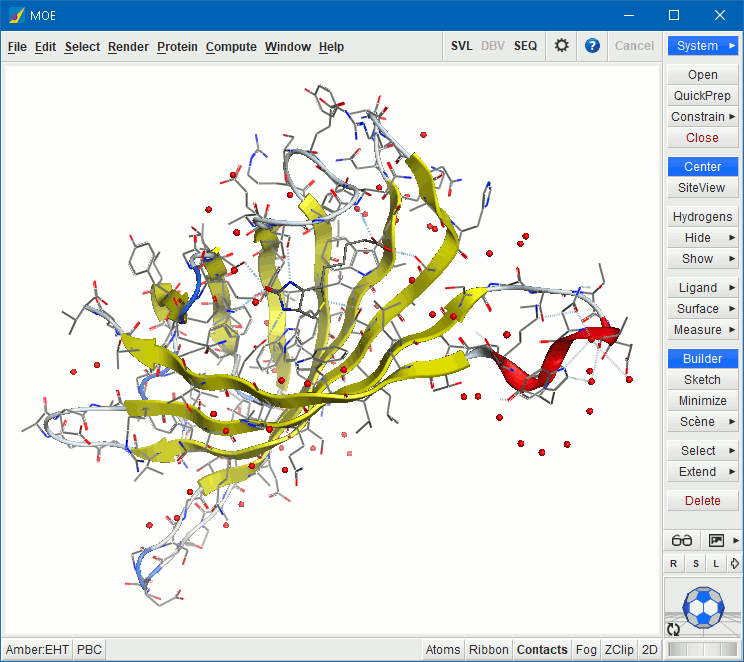 MOE
File Edit Select Render Protein Compute Window Help
SVL DBV SEQ
Cancel
System
Open
QuickPrep
Constrain
Close
Center
SiteView
Hydrogens
Hide
Show
Ligand
Surface
Measure
Builder
Sketch
Minimize
Scène
Select
Extend
Delete
R S L
Amber:EHT PBC
Atoms Ribbon Contacts Fog ZClip 2D